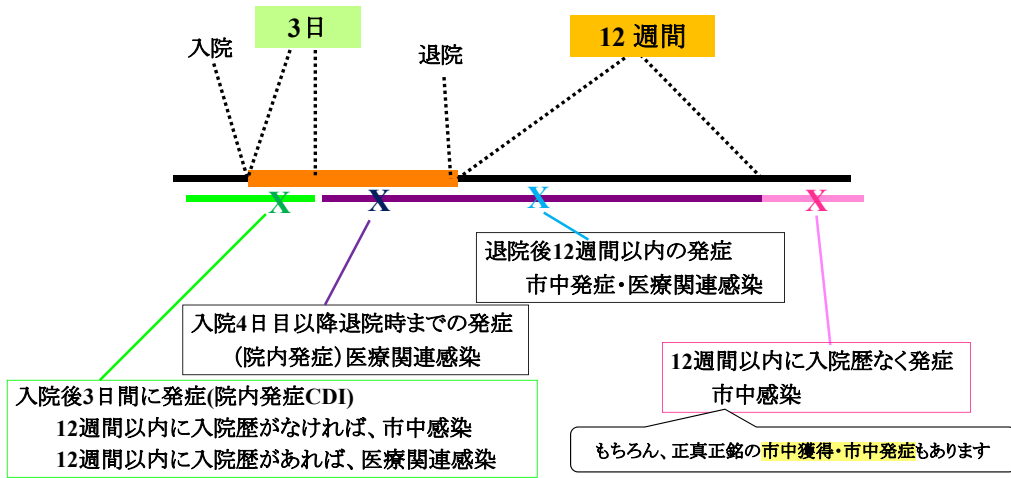 3日
12 週間
入院
退院
X
X
X
X
退院後12週間以内の発症
市中発症・医療関連感染
入院4日目以降退院時までの発症
(院内発症)医療関連感染
12週間以内に入院歴なく発症
市中感染
入院後3日間に発症(院内発症CDI)
12週間以内に入院歴がなければ、市中感染
12週間以内に入院歴があれば、医療関連感染
もちろん、正真正銘の市中獲得・市中発症もあります